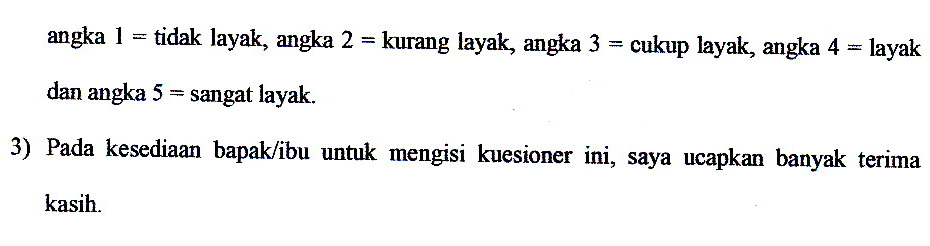 angka 1 = tidak layak, angka 2 = kurang layak, angka 3 = cukup layak, angka 4 = layak
dan angka 5 = sangat layak.
3) Pada kesediaan bapak/ibu untuk mengisi kuesioner ini, saya ucapkan banyak terima
kasih.